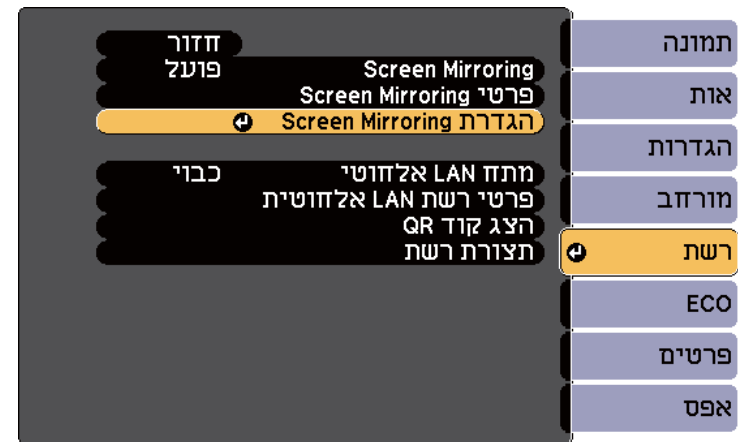 תמונה
אות
הגדרות
מורחב
רשת
ECO
פרטים
אפס
חזור
Screen Mirroring פועל
פרטי Screen Mirroring
הגדרת Screen Mirroring
מתח LAN אלחוטי כבוי
פרטי רשת LAN אלחוטית
הצג קוד QR
תצורת רשת